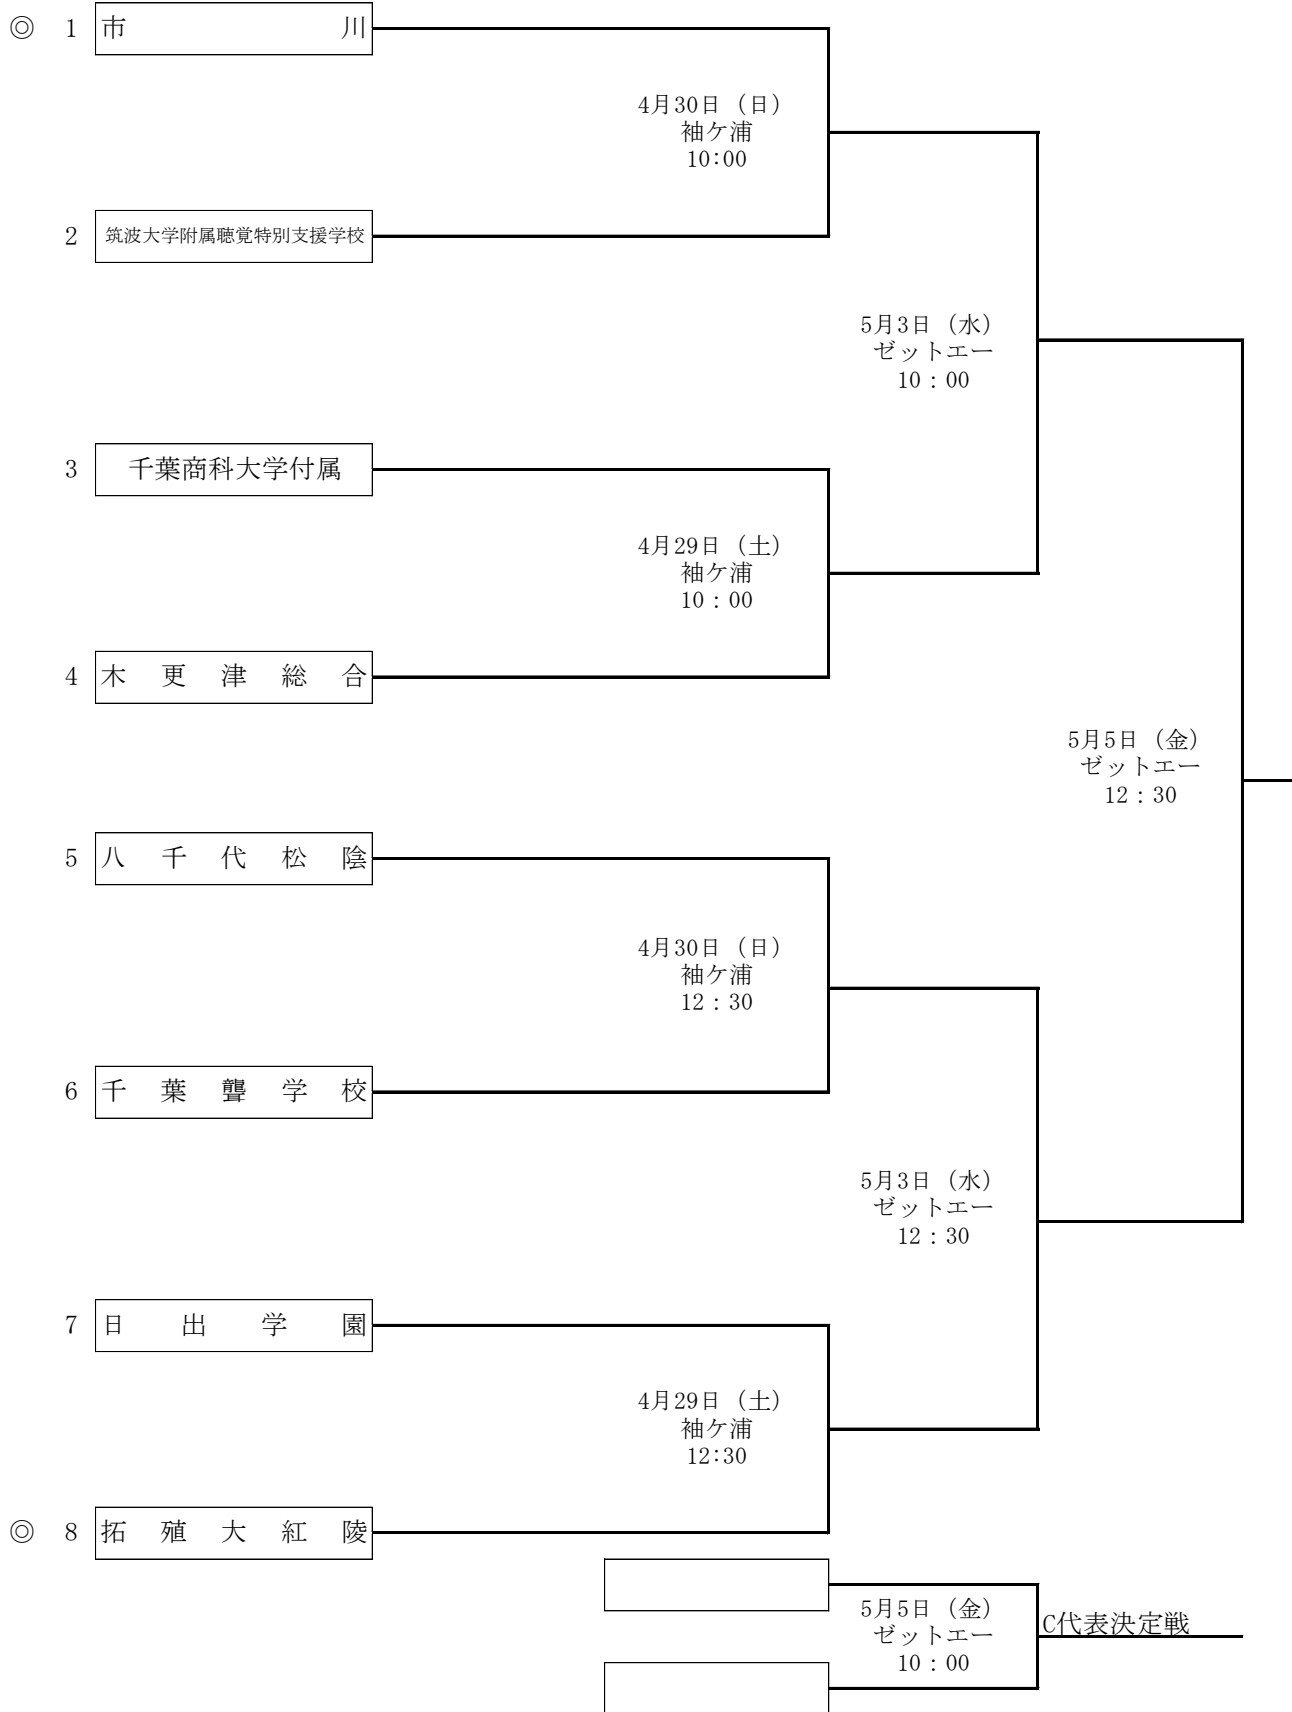 ◎ 1 市川
4月30日（日）
袖ケ浦
10:00
2 筑波大学附属聴覚特別支援学校
5月3日（水）
ゼットエー
10：00
3 千葉商科大学付属
4月29日（土）
袖ケ浦
10：00
4 木更津総合
5月5日（金）
ゼットエー
12：30
5 八千代松陰
4月30日（日）
袖ケ浦
12：30
6 千葉聾学校
5月3日（水）
ゼットエー
12：30
7 日出学園
4月29日（土）
袖ケ浦
12:30
◎ 8 拓殖大紅陵
5月5日（金）
ゼットエー
10：00
C代表決定戦